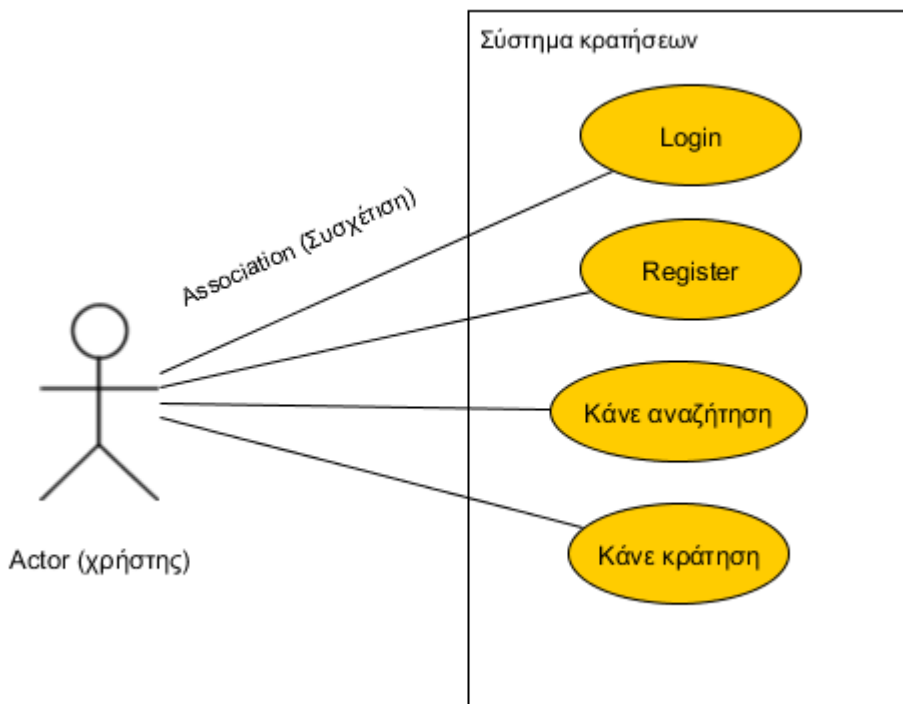 Σύστημα κρατήσεων
Login
Association (Συσχέτιση)
Register
Κάνε αναζήτηση
Κάνε κράτηση
Actor (χρήστης)